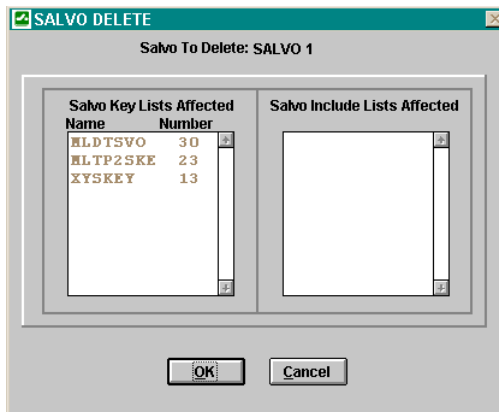 SALVO DELETE
Salvo To Delete: SALVO 1
Salvo Key Lists Affected
Name Number
MLDTSVO 30
MLTP2SKE 23
XYSKEY 13
Salvo Include Lists Affected
OK Cancel